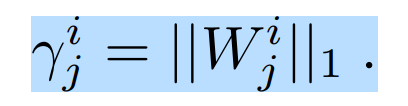 γ_j^i = ||W_j^i||_1 .